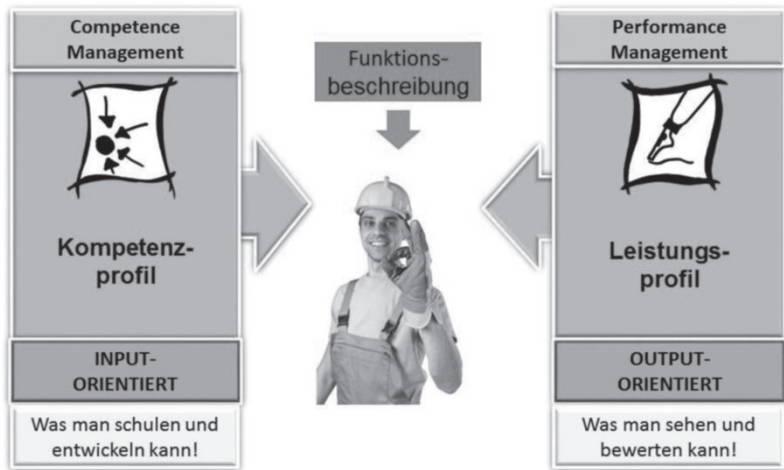 Competence
Management
Kompetenz-
profil
INPUT-
ORIENTIERT
Was man schulen und
entwickeln kann!
Funktions-
beschreibung
Performance
Management
Leistungs-
profil
OUTPUT-
ORIENTIERT
Was man sehen und
bewerten kann!